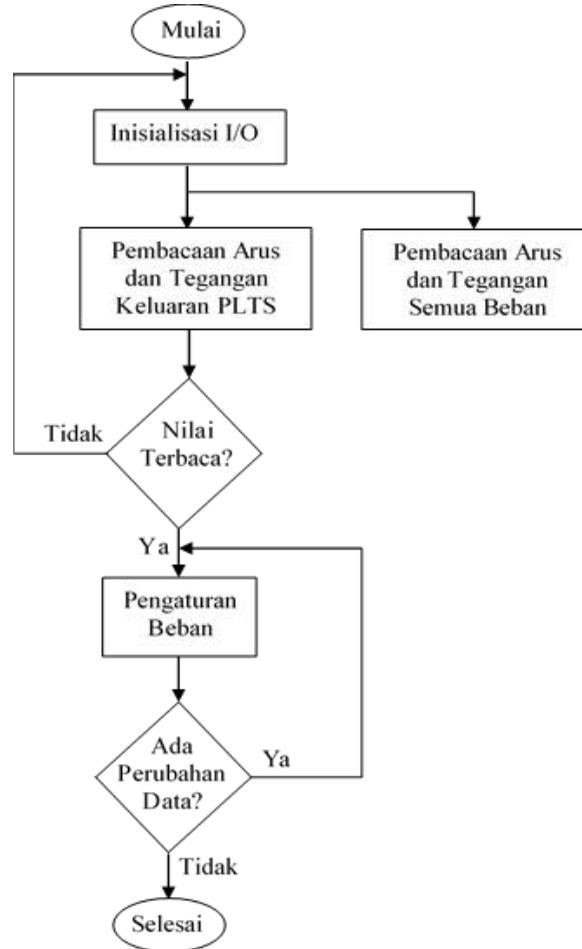 Mulai
Inisialisasi I/O
Pembacaan Arus
dan Tegangan
Keluaran PLTS
Pembacaan Arus
dan Tegangan
Semua Beban
Tidak
Nilai
Terbaca?
Ya
Pengaturan
Beban
Ada
Perubahan
Data?
Ya
Tidak
Selesai